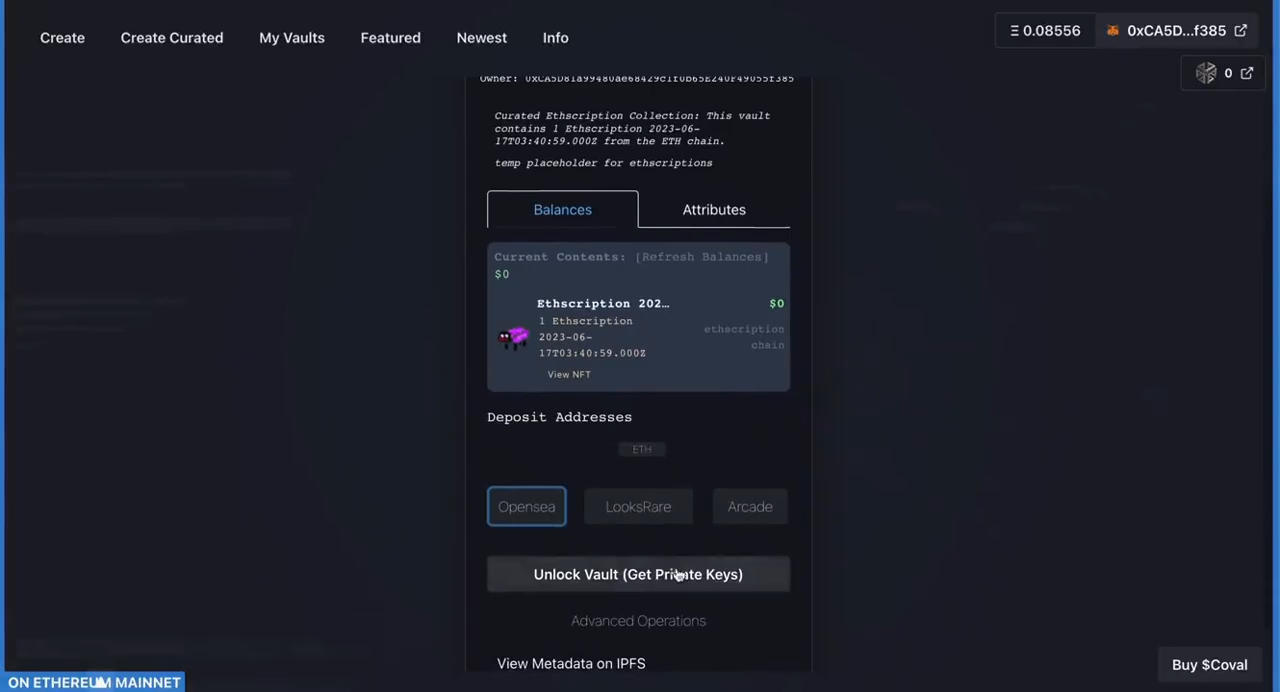 Create Create Curated My Vaults Featured Newest Info
Ξ 0.08556 0xCA5D...f385
0
Owner: 0xCA5D81a99480ae68429c1f0b65E240F49055f385
Curated Ethscription Collection: This vault
contains 1 Ethscription 2023-06-
17T03:40:59.000Z from the ETH chain.
temp placeholder for ethscriptions
Balances Attributes
Current Contents: [Refresh Balances]
$0
Ethscription 202… $0
1 Ethscription
2023-06-
17T03:40:59.000Z
ethscription
chain
View NFT
Deposit Addresses
ETH
Opensea LooksRare Arcade
Unlock Vault (Get Private Keys)
Advanced Operations
View Metadata on IPFS
Buy $Coval
ON ETHEREUM MAINNET